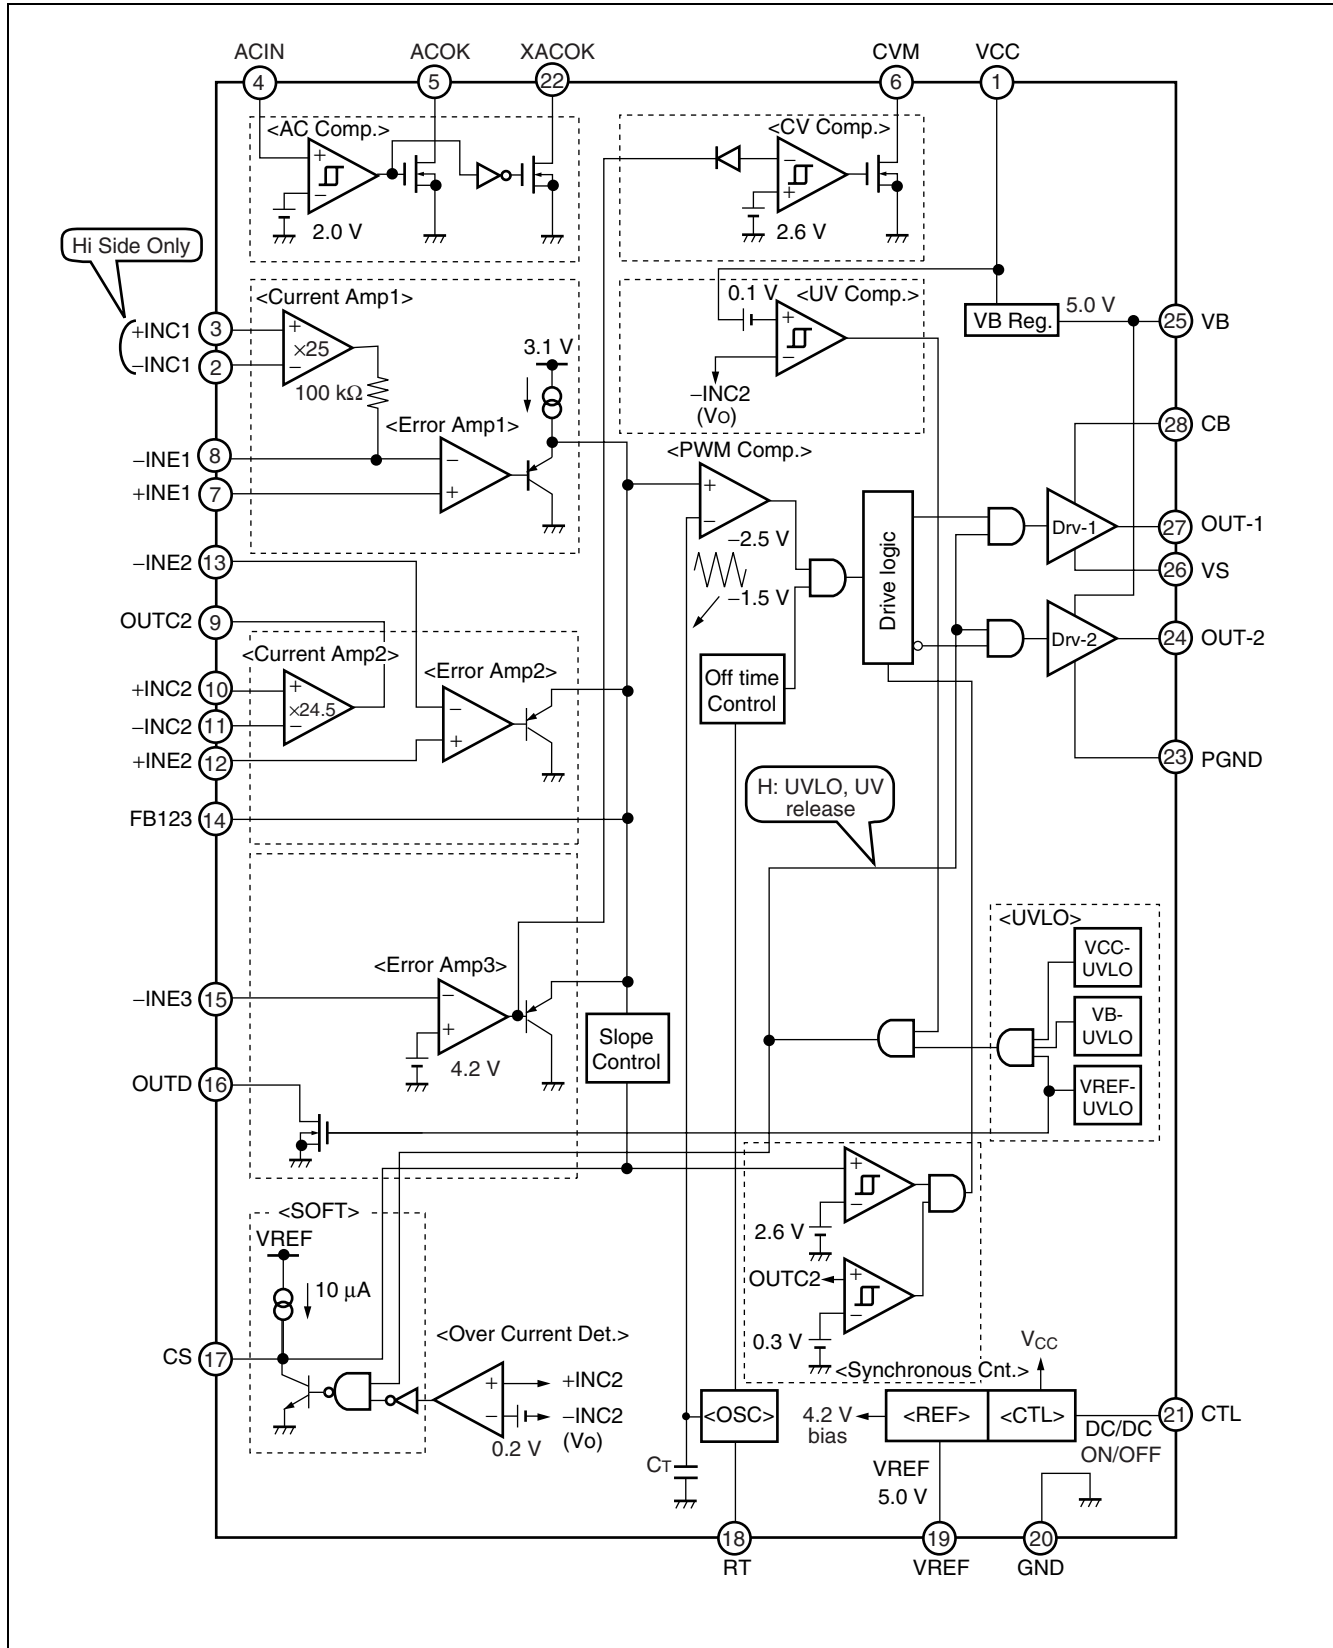 ACIN
ACOK
XACOK
CVM
VCC
4
5
22
6
1
<AC Comp.>
+
−
2.0 V
<CV Comp.>
−
+
2.6 V
Hi Side Only
<Current Amp1>
+INC1
3
−INC1
2
+
×25
−
100 kΩ
3.1 V
<Error Amp1>
−INE1
8
+INE1
7
−
+
0.1 V
<UV Comp.>
+
−
−INC2
(VO)
VB Reg.
5.0 V
25
VB
28
CB
<PWM Comp.>
+
−
−2.5 V
−1.5 V
Drive logic
Drv-1
27
OUT-1
26
VS
Drv-2
24
OUT-2
23
PGND
−INE2
13
OUTC2
9
<Current Amp2>
+INC2
10
−INC2
11
+
×24.5
−
+INE2
12
<Error Amp2>
−
+
FB123
14
Off time
Control
H: UVLO, UV
release
<UVLO>
VCC-
UVLO
VB-
UVLO
VREF-
UVLO
<Error Amp3>
−INE3
15
−
+
4.2 V
OUTD
16
Slope
Control
+
−
2.6 V
OUTC2
+
−
0.3 V
<Synchronous Cnt.>
<SOFT>
VREF
10 μA
CS
17
<Over Current Det.>
+
−
+INC2
−INC2
(VO)
0.2 V
CT
<OSC>
4.2 V
bias
<REF>
<CTL>
VCC
DC/DC
ON/OFF
21
CTL
VREF
5.0 V
18
19
20
RT
VREF
GND